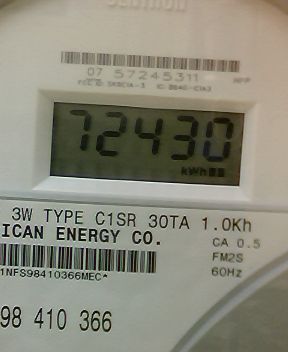 CENTRON
07 57245311
72430
kWh
3W TYPE C1SR 30TA 1.0Kh
ICAN ENERGY CO.
CA 0.5
FM2S
1NFS98410366MEC*
60Hz
98 410 366